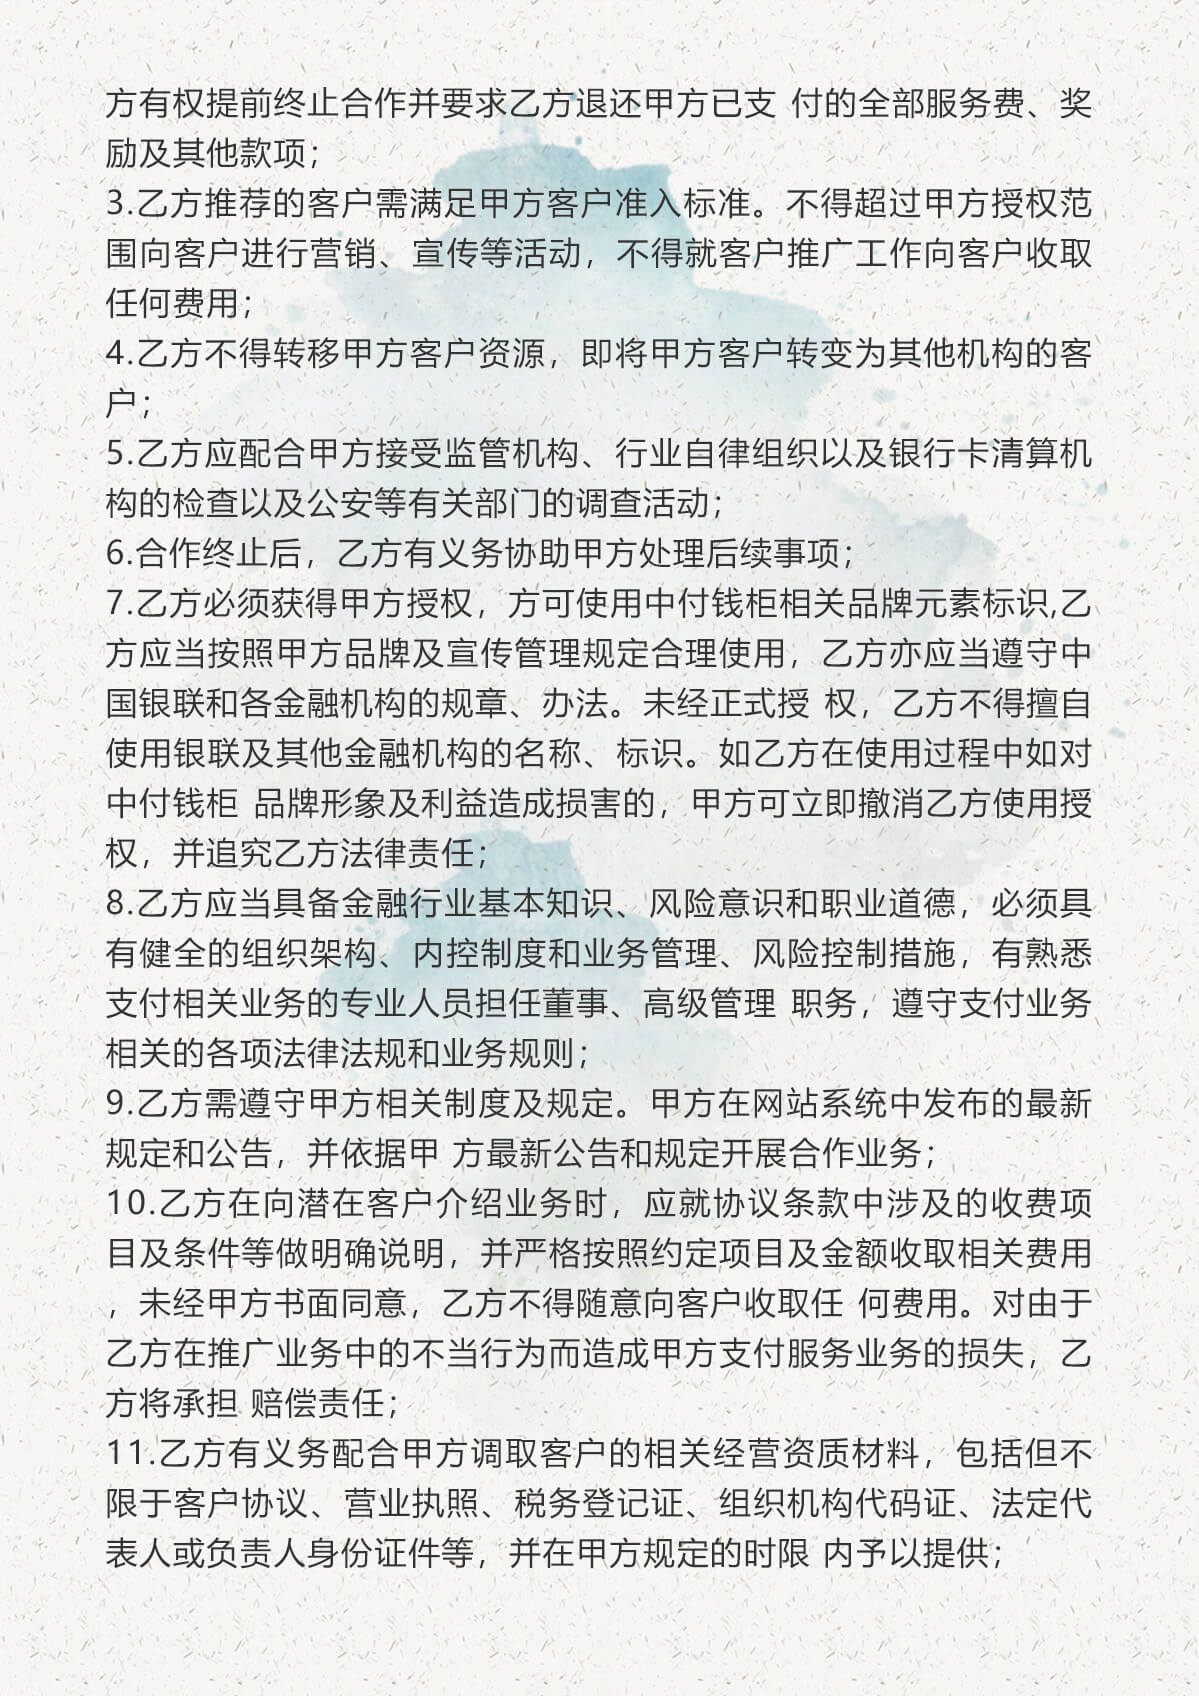 方有权提前终止合作并要求乙方退还甲方已支 付的全部服务费、奖
励及其他款项；
3.乙方推荐的客户需满足甲方客户准入标准。不得超过甲方授权范
围向客户进行营销、宣传等活动，不得就客户推广工作向客户收取
任何费用；
4.乙方不得转移甲方客户资源，即将甲方客户转变为其他机构的客
户；
5.乙方应配合甲方接受监管机构、行业自律组织以及银行卡清算机
构的检查以及公安等有关部门的调查活动；
6.合作终止后，乙方有义务协助甲方处理后续事项；
7.乙方必须获得甲方授权，方可使用中付钱柜相关品牌元素标识,乙
方应当按照甲方品牌及宣传管理规定合理使用，乙方亦应当遵守中
国银联和各金融机构的规章、办法。未经正式授 权，乙方不得擅自
使用银联及其他金融机构的名称、标识。如乙方在使用过程中如对
中付钱柜 品牌形象及利益造成损害的，甲方可立即撤消乙方使用授
权，并追究乙方法律责任；
8.乙方应当具备金融行业基本知识、风险意识和职业道德，必须具
有健全的组织架构、内控制度和业务管理、风险控制措施，有熟悉
支付相关业务的专业人员担任董事、高级管理 职务，遵守支付业务
相关的各项法律法规和业务规则；
9.乙方需遵守甲方相关制度及规定。甲方在网站系统中发布的最新
规定和公告，并依据甲 方最新公告和规定开展合作业务；
10.乙方在向潜在客户介绍业务时，应就协议条款中涉及的收费项
目及条件等做明确说明，并严格按照约定项目及金额收取相关费用
，未经甲方书面同意，乙方不得随意向客户收取任 何费用。对由于
乙方在推广业务中的不当行为而造成甲方支付服务业务的损失，乙
方将承担 赔偿责任；
11.乙方有义务配合甲方调取客户的相关经营资质材料，包括但不
限于客户协议、营业执照、税务登记证、组织机构代码证、法定代
表人或负责人身份证件等，并在甲方规定的时限 内予以提供；